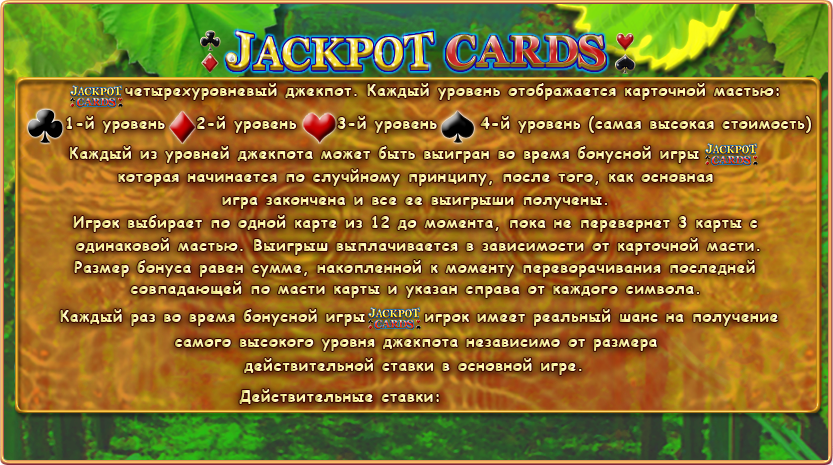 JACKPOT CARDS
JACKPOT CARDS четырехуровневый джекпот. Каждый уровень отображается карточной мастью:
1-й уровень 2-й уровень 3-й уровень 4-й уровень (самая высокая стоимость)
Каждый из уровней джекпота может быть выигран во время бонусной игры JACKPOT CARDS
которая начинается по случйному принципу, после того, как основная
игра закончена и все ее выигрыши получены.
Игрок выбирает по одной карте из 12 до момента, пока не перевернет 3 карты с
одинаковой мастью. Выигрыш выплачивается в зависимости от карточной масти.
Размер бонуса равен сумме, накопленной к моменту переворачивания последней
совпадающей по масти карты и указан справа от каждого символа.
Каждый раз во время бонусной игры JACKPOT CARDS игрок имеет реальный шанс на получение
самого высокого уровня джекпота независимо от размера
действительной ставки в основной игре.
Действительные ставки: